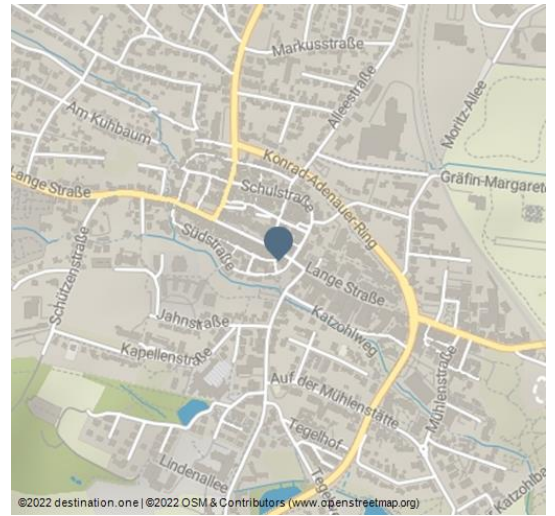 Markusstraße
Alleestraße
Moritz-Allee
Am Kuhbaum
Konrad-Adenauer-Ring
Gräfin-Margarete
Lange Straße
Schulstraße
Südstraße
Schützenstraße
Lange Straße
Katzohlweg
Jahnstraße
Kapellenstraße
Mühlenstraße
Auf der Mühlenstätte
Tegelhof
Lindenallee
©2022 destination.one | ©2022 OSM & Contributors (www.openstreetmap.org)